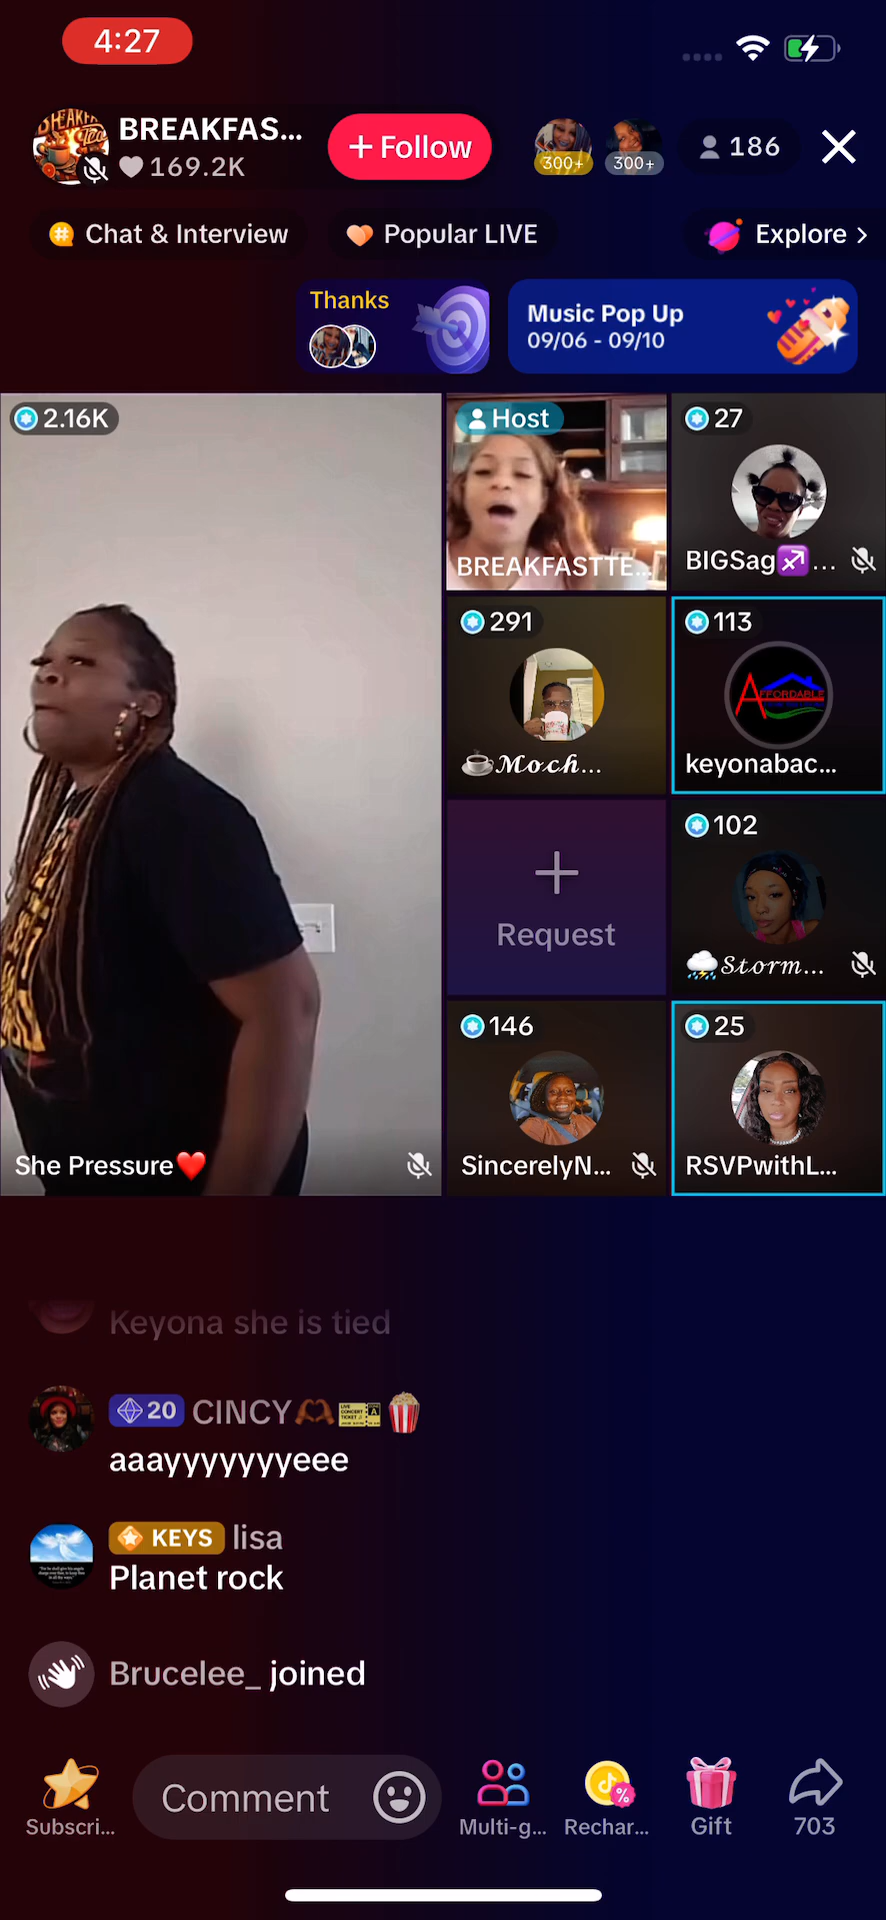 4:27
BREAKFAS...
169.2K
+ Follow
300+
300+
186
Chat & Interview
Popular LIVE
Explore >
Thanks
Music Pop Up
09/06 - 09/10
2.16K
Host
BREAKFASTTE...
27
BIGSag♐...
291
☕𝓜𝓸𝓬𝓱...
113
AFFORDABLE
keyonabac...
Request
102
⛈️𝓢𝓽𝓸𝓻𝓶...
146
SincerelyN...
25
RSVPwithL...
She Pressure❤️
Keyona she is tied
20 CINCY
aaayyyyyyyeee
KEYS lisa
Planet rock
Brucelee_ joined
Subscri...
Comment
Multi-g...
Rechar...
Gift
703